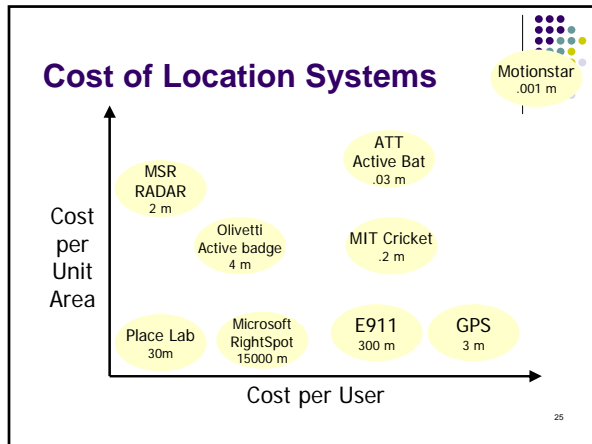 Cost of Location Systems
Motionstar
.001 m
ATT
Active Bat
.03 m
MSR
RADAR
2 m
Cost
per
Unit
Area
Olivetti
Active badge
4 m
MIT Cricket
.2 m
Place Lab
30m
Microsoft
RightSpot
15000 m
E911
300 m
GPS
3 m
Cost per User
25